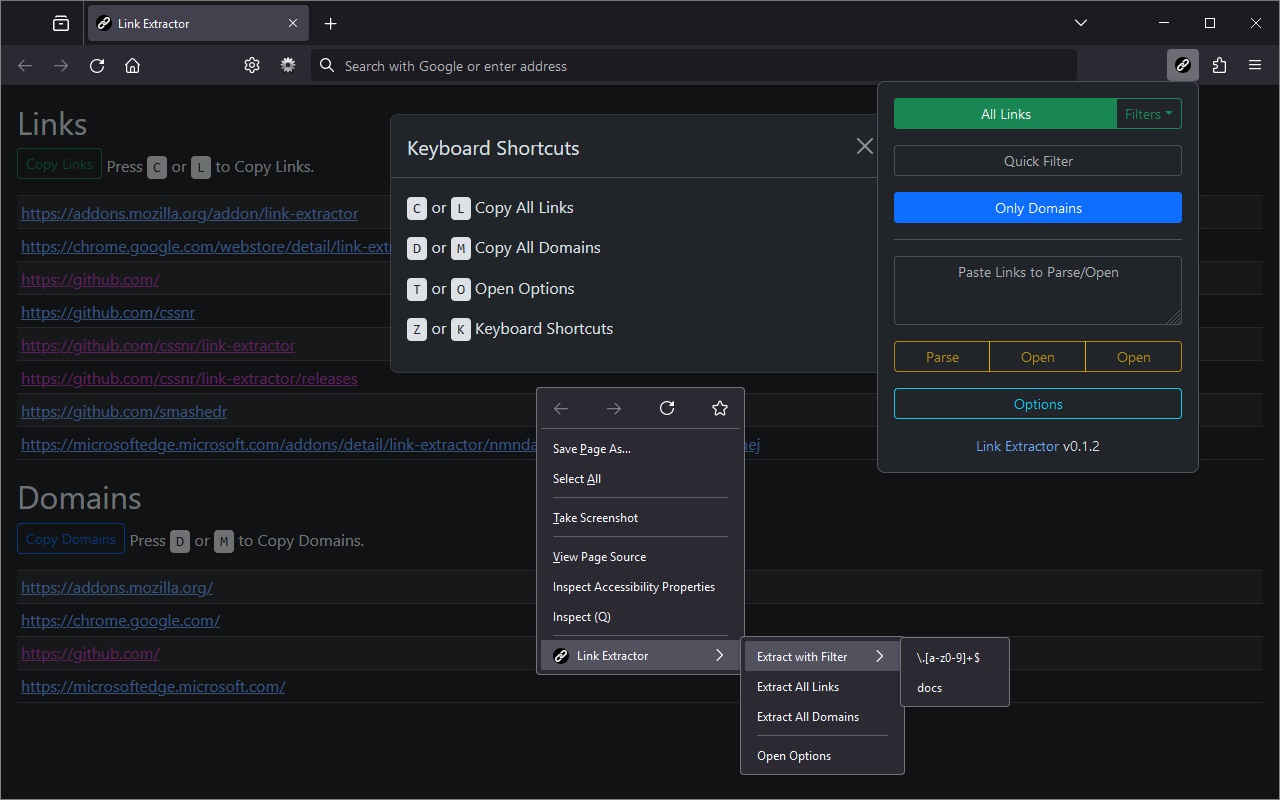 Link Extractor
Search with Google or enter address
Links
Copy Links Press C or L to Copy Links.
https://addons.mozilla.org/addon/link-extractor
https://chrome.google.com/webstore/detail/link-ext
https://github.com/
https://github.com/cssnr
https://github.com/cssnr/link-extractor
https://github.com/cssnr/link-extractor/releases
https://github.com/smashedr
https://microsoftedge.microsoft.com/addons/detail/link-extractor/nmnda
ej
Domains
Copy Domains Press D or M to Copy Domains.
https://addons.mozilla.org/
https://chrome.google.com/
https://github.com/
https://microsoftedge.microsoft.com/
Keyboard Shortcuts
C or L Copy All Links
D or M Copy All Domains
T or O Open Options
Z or K Keyboard Shortcuts
All Links Filters
Quick Filter
Only Domains
Paste Links to Parse/Open
Parse Open Open
Options
Link Extractor v0.1.2
Save Page As...
Select All
Take Screenshot
View Page Source
Inspect Accessibility Properties
Inspect (Q)
Link Extractor
Extract with Filter
Extract All Links
Extract All Domains
Open Options
\.[a-z0-9]+$
docs